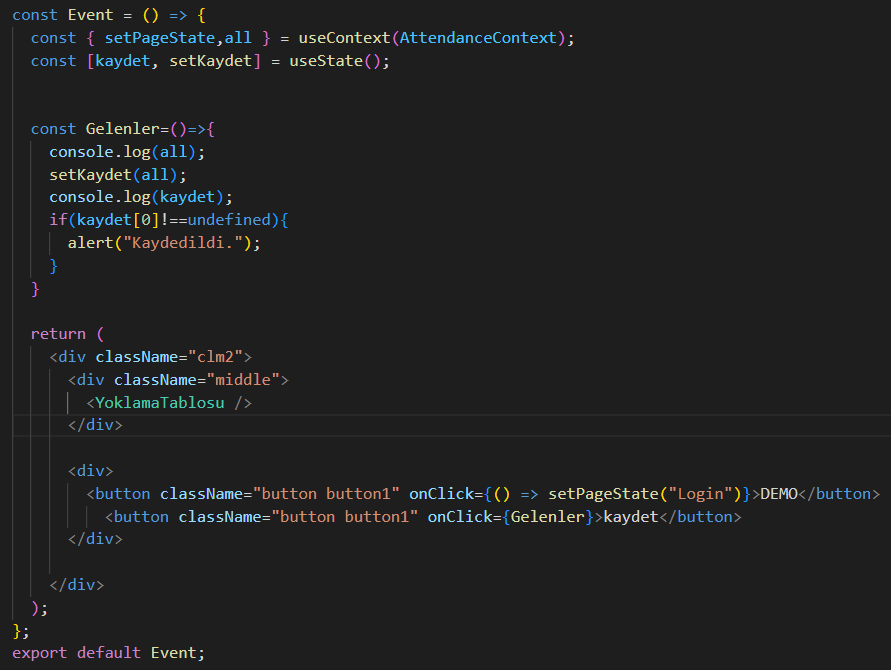 const Event = () => {
const { setPageState,all } = useContext(AttendanceContext);
const [kaydet, setKaydet] = useState();
const Gelenler=()=>{
console.log(all);
setKaydet(all);
console.log(kaydet);
if(kaydet[0]!==undefined){
alert("Kaydedildi.");
}
}
return (
<div className="clm2">
<div className="middle">
<YoklamaTablosu />
</div>
<div>
<button className="button button1" onClick={() => setPageState("Login")}>DEMO</button>
<button className="button button1" onClick={Gelenler}>kaydet</button>
</div>
</div>
);
};
export default Event;